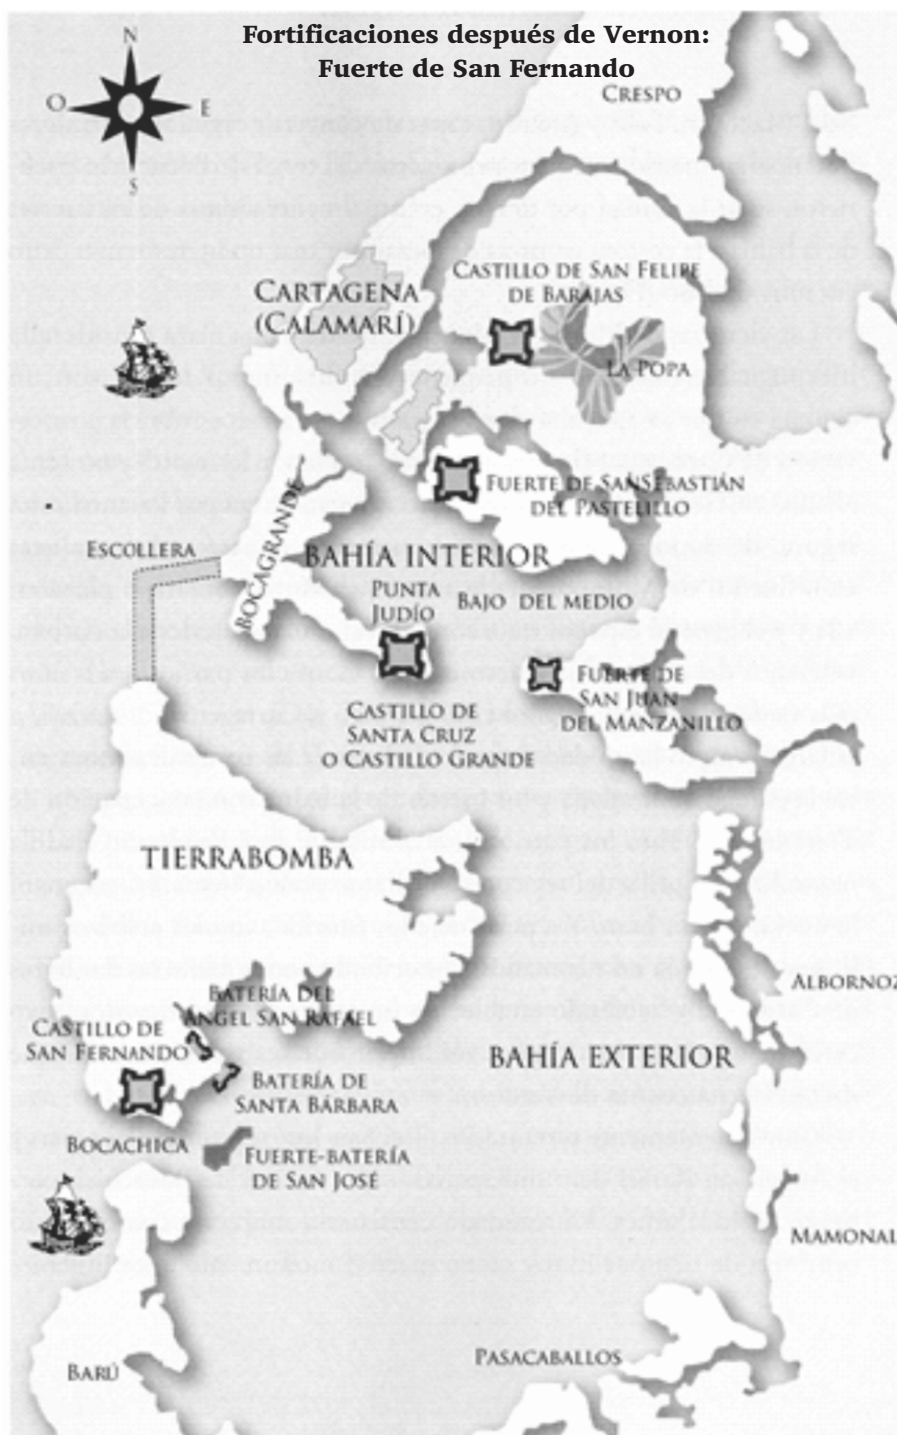 Fortificaciones después de Vernon:
Fuerte de San Fernando
N
O
E
S
CRESPO
CASTILLO DE SAN FELIPE
DE BARAJAS
CARTAGENA
(CALAMARÍ)
LA POPA
FUERTE DE SANSEBASTIÁN
DEL PASTELILLO
BOCAGRANDE
ESCOLLERA
BAHÍA INTERIOR
PUNTA
JUDÍO
BAJO DEL MEDIO
FUERTE DE
SAN JUAN
DEL MANZANILLO
CASTILLO DE
SANTA CRUZ
O CASTILLO GRANDE
TIERRABOMBA
ALBORNOZ
BATERÍA DEL
ÁNGEL SAN RAFAEL
CASTILLO DE
SAN FERNANDO
BAHÍA EXTERIOR
BATERÍA DE
SANTA BÁRBARA
BOCACHICA
FUERTE-BATERÍA
DE SAN JOSÉ
MAMONAL
PASACABALLOS
BARÚ